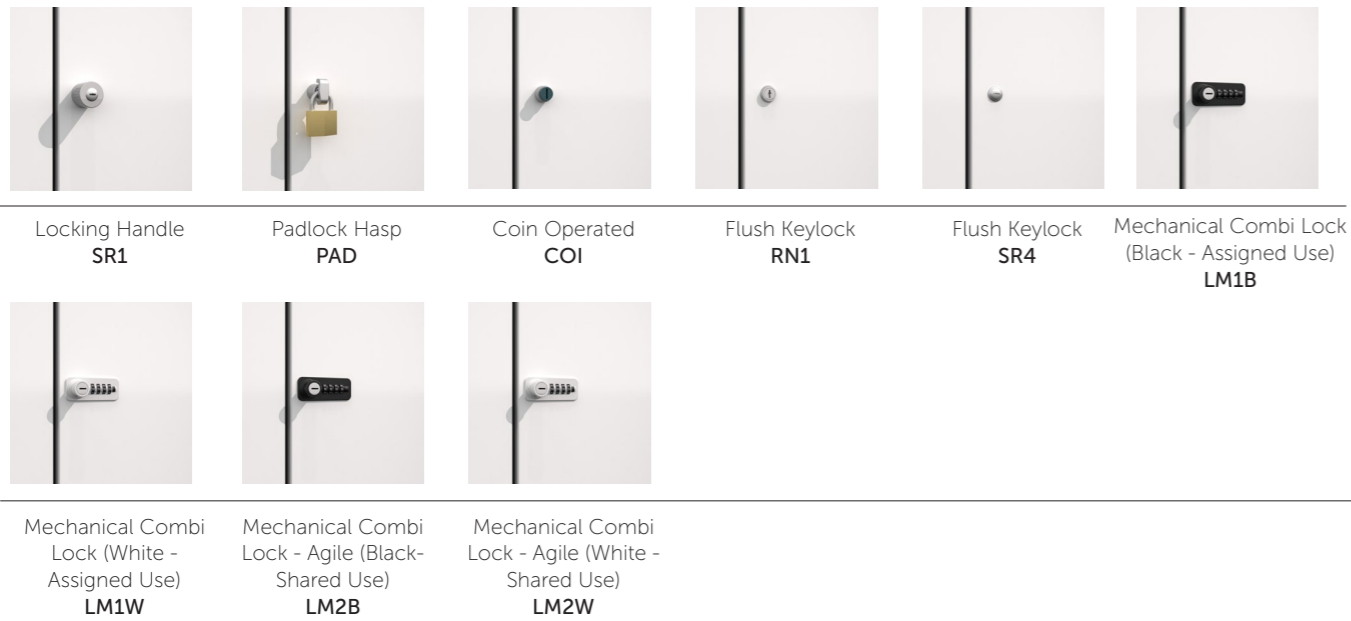 Locking Handle
SR1
Padlock Hasp
PAD
Coin Operated
COI
Flush Keylock
RN1
Flush Keylock
SR4
Mechanical Combi Lock
(Black - Assigned Use)
LM1B
Mechanical Combi
Lock (White -
Assigned Use)
LM1W
Mechanical Combi
Lock - Agile (Black-
Shared Use)
LM2B
Mechanical Combi
Lock - Agile (White -
Shared Use)
LM2W